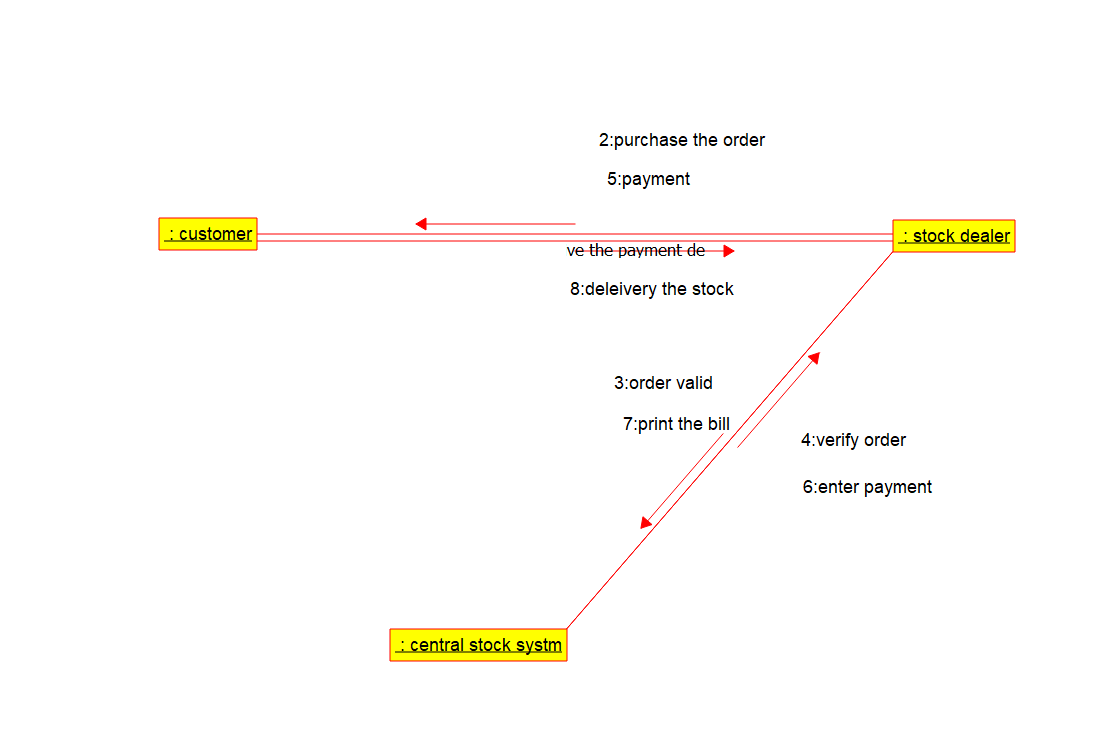 2:purchase the order
5:payment
: customer
: stock dealer
ve the payment de
8:deleivery the stock
3:order valid
7:print the bill
4:verify order
6:enter payment
: central stock systm